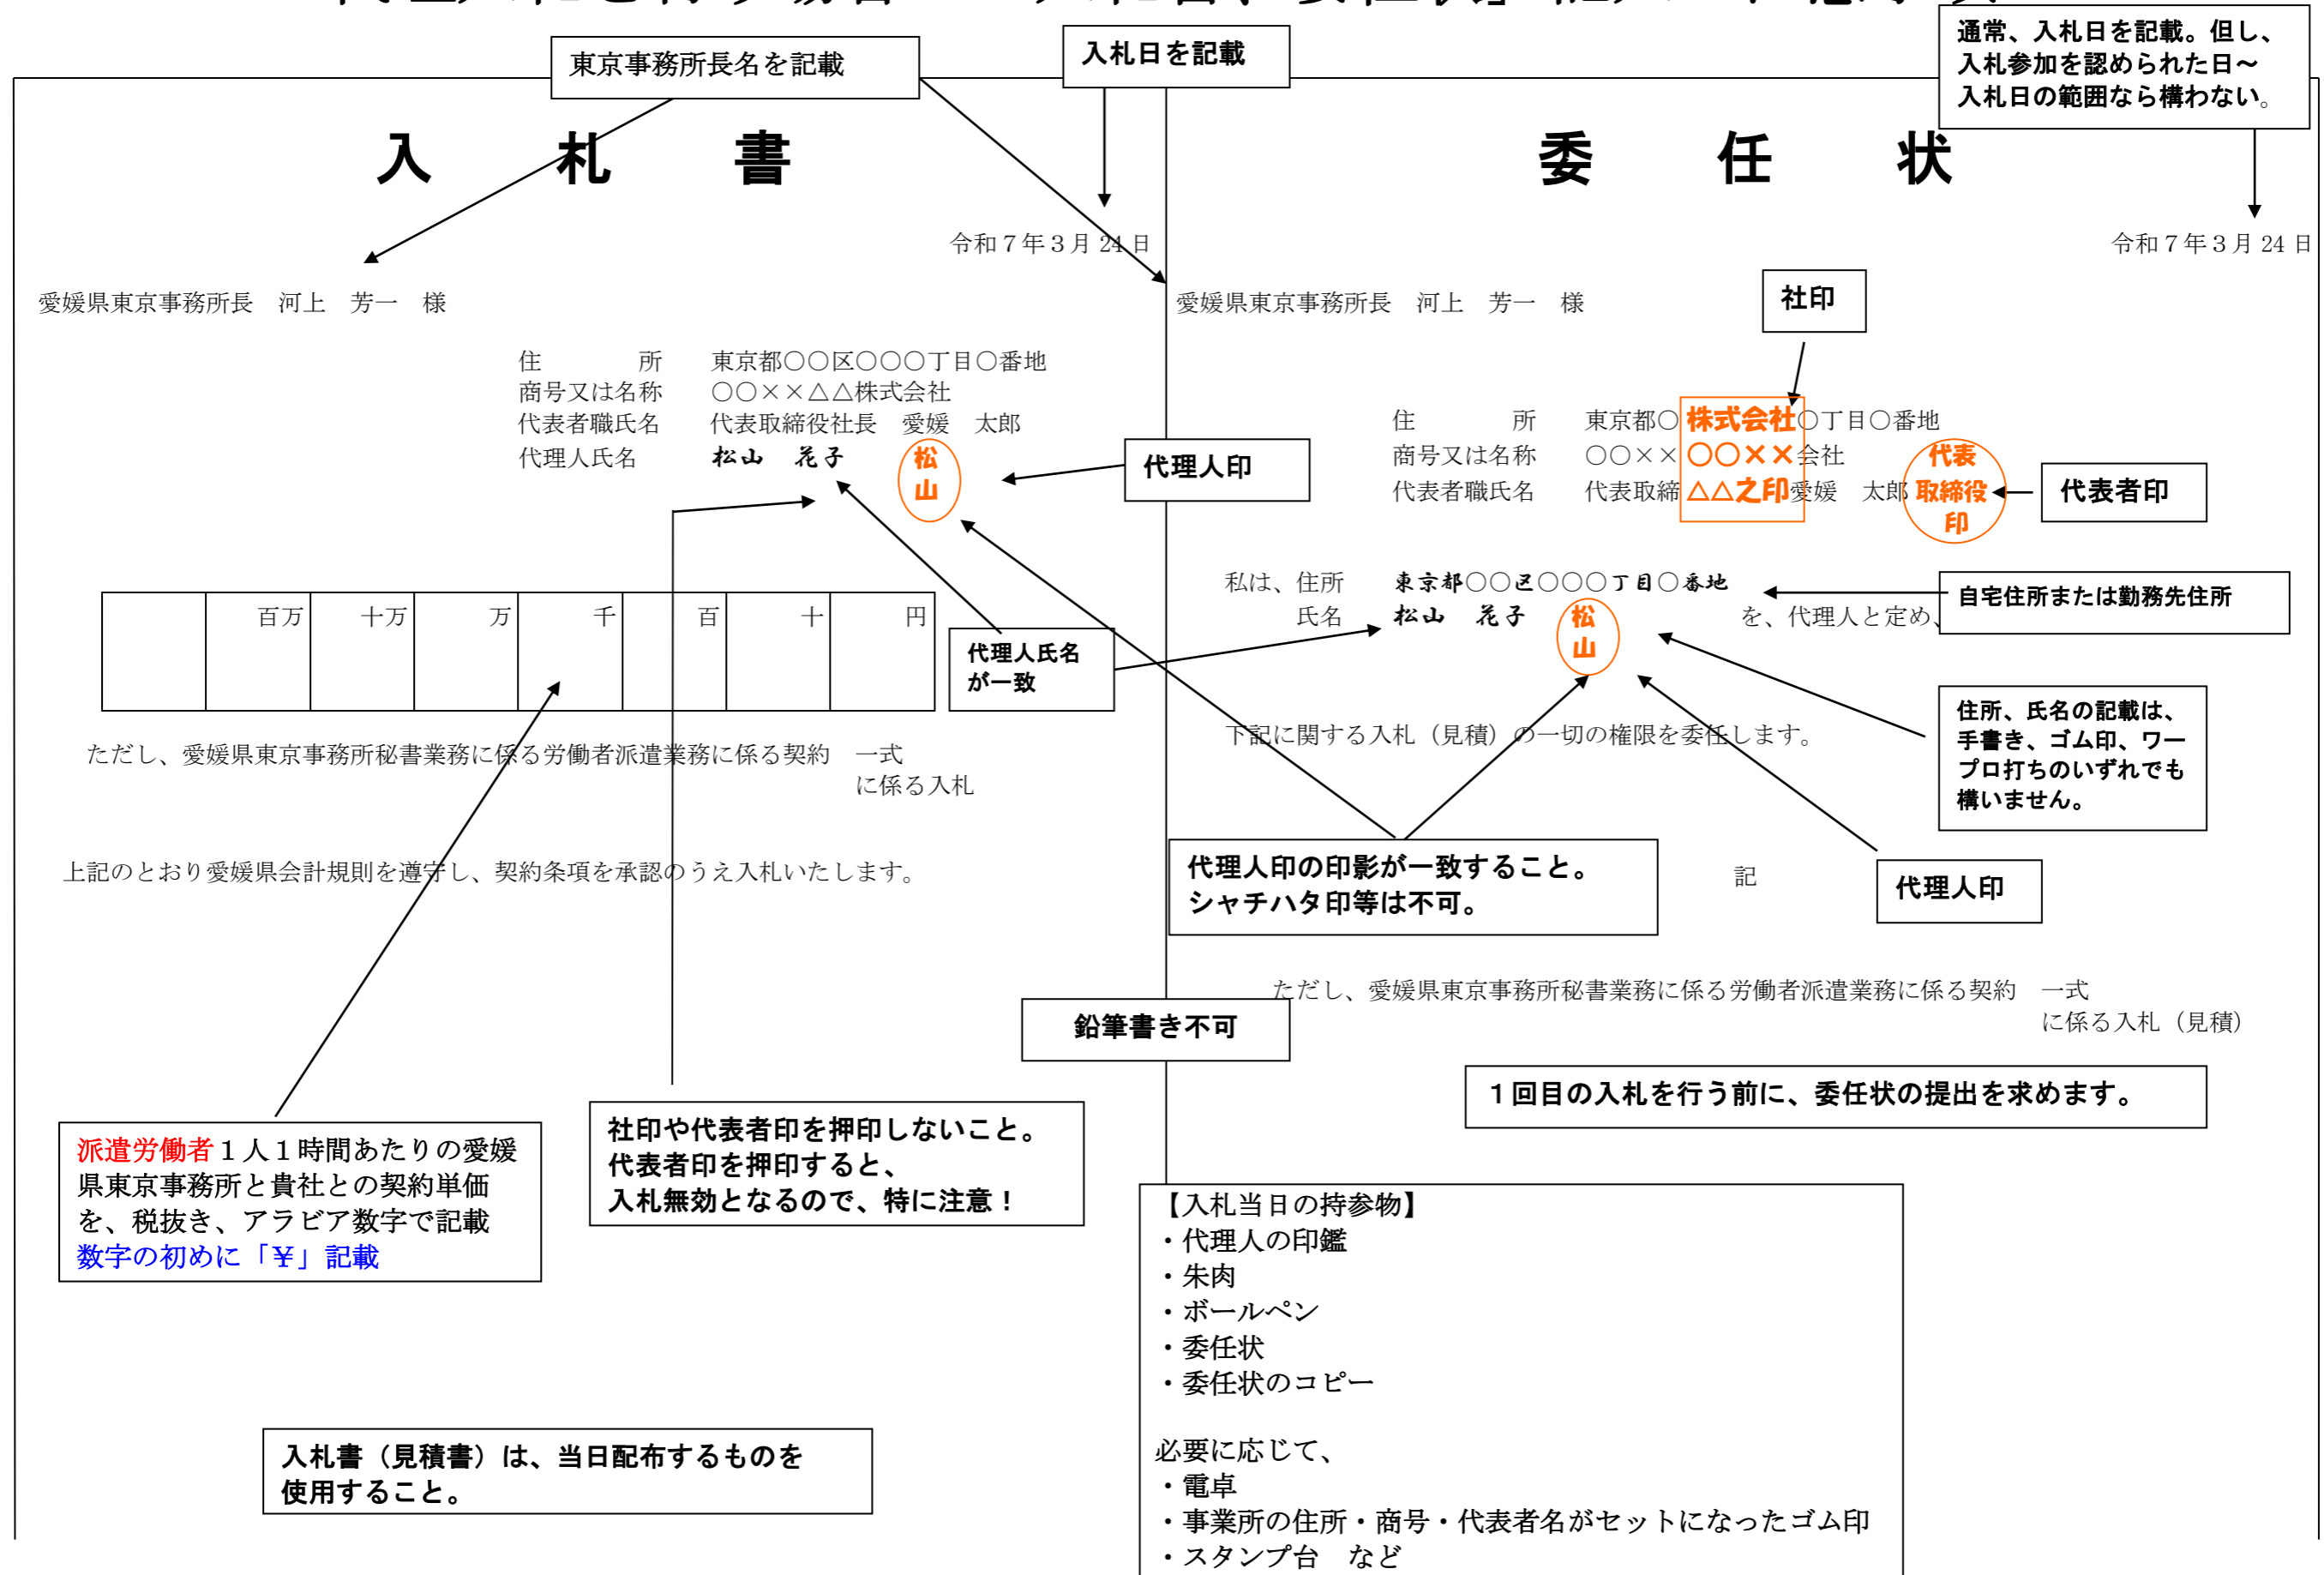 東京事務所長名を記載
入札日を記載
通常、入札日を記載。但し、
入札参加を認められた日～
入札日の範囲なら構わない。
入　札　書
令和７年３月 24 日
愛媛県東京事務所長　河上　芳一　様
住　　　　所　　東京都○○区○○○丁目○番地
商号又は名称　　○○××△△株式会社
代表者職氏名　　代表取締役社長　愛媛　太郎
代理人氏名　　　松山　花子
松
山
代理人印
百万　十万　万　千　百　十　円
代理人氏名
が一致
ただし、愛媛県東京事務所秘書業務に係る労働者派遣業務に係る契約　一式
に係る入札
上記のとおり愛媛県会計規則を遵守し、契約条項を承認のうえ入札いたします。
派遣労働者１人１時間あたりの愛媛
県東京事務所と貴社との契約単価
を、税抜き、アラビア数字で記載
数字の初めに「￥」記載
社印や代表者印を押印しないこと。
代表者印を押印すると、
入札無効となるので、特に注意！
入札書（見積書）は、当日配布するものを
使用すること。
委　任　状
令和７年３月 24 日
愛媛県東京事務所長　河上　芳一　様
社印
住　　　　所　　東京都○　○丁目○番地
商号又は名称　　○○××　会社
代表者職氏名　　代表取締　愛媛　太郎
株式会社
○○××
△△之印
代表
取締役
印
代表者印
私は、住所　　東京都○○区○○○丁目○番地
氏名　　松山　花子　　を、代理人と定め、
松
山
自宅住所または勤務先住所
住所、氏名の記載は、
手書き、ゴム印、ワー
プロ打ちのいずれでも
構いません。
下記に関する入札（見積）の一切の権限を委任します。
代理人印の印影が一致すること。
シャチハタ印等は不可。
記
代理人印
ただし、愛媛県東京事務所秘書業務に係る労働者派遣業務に係る契約　一式
に係る入札（見積）
鉛筆書き不可
１回目の入札を行う前に、委任状の提出を求めます。
【入札当日の持参物】
・代理人の印鑑
・朱肉
・ボールペン
・委任状
・委任状のコピー
必要に応じて、
・電卓
・事業所の住所・商号・代表者名がセットになったゴム印
・スタンプ台　など